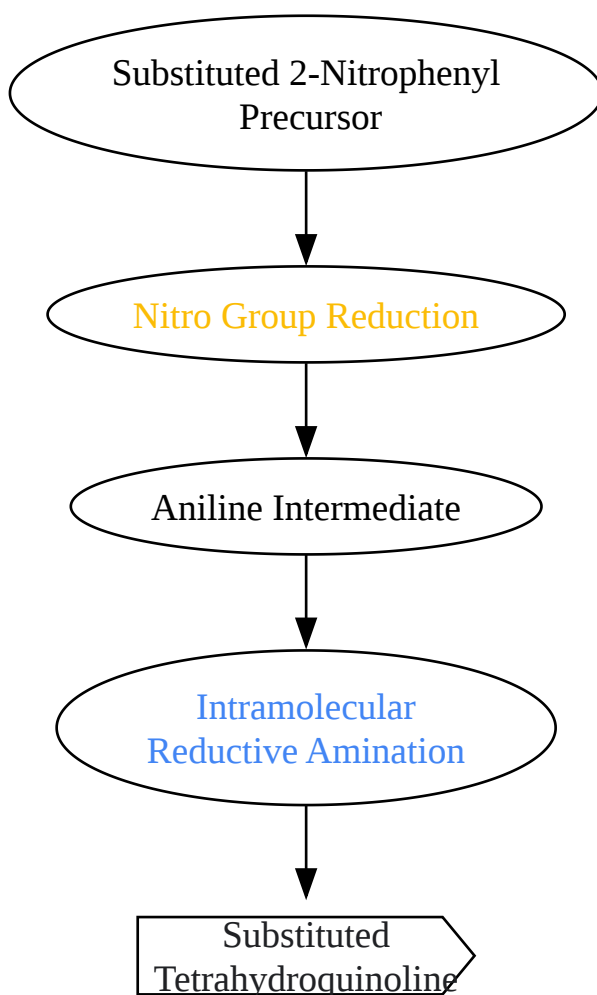 Substituted 2-Nitrophenyl
Precursor
Nitro Group Reduction
Aniline Intermediate
Intramolecular
Reductive Amination
Substituted
Tetrahydroquinoline